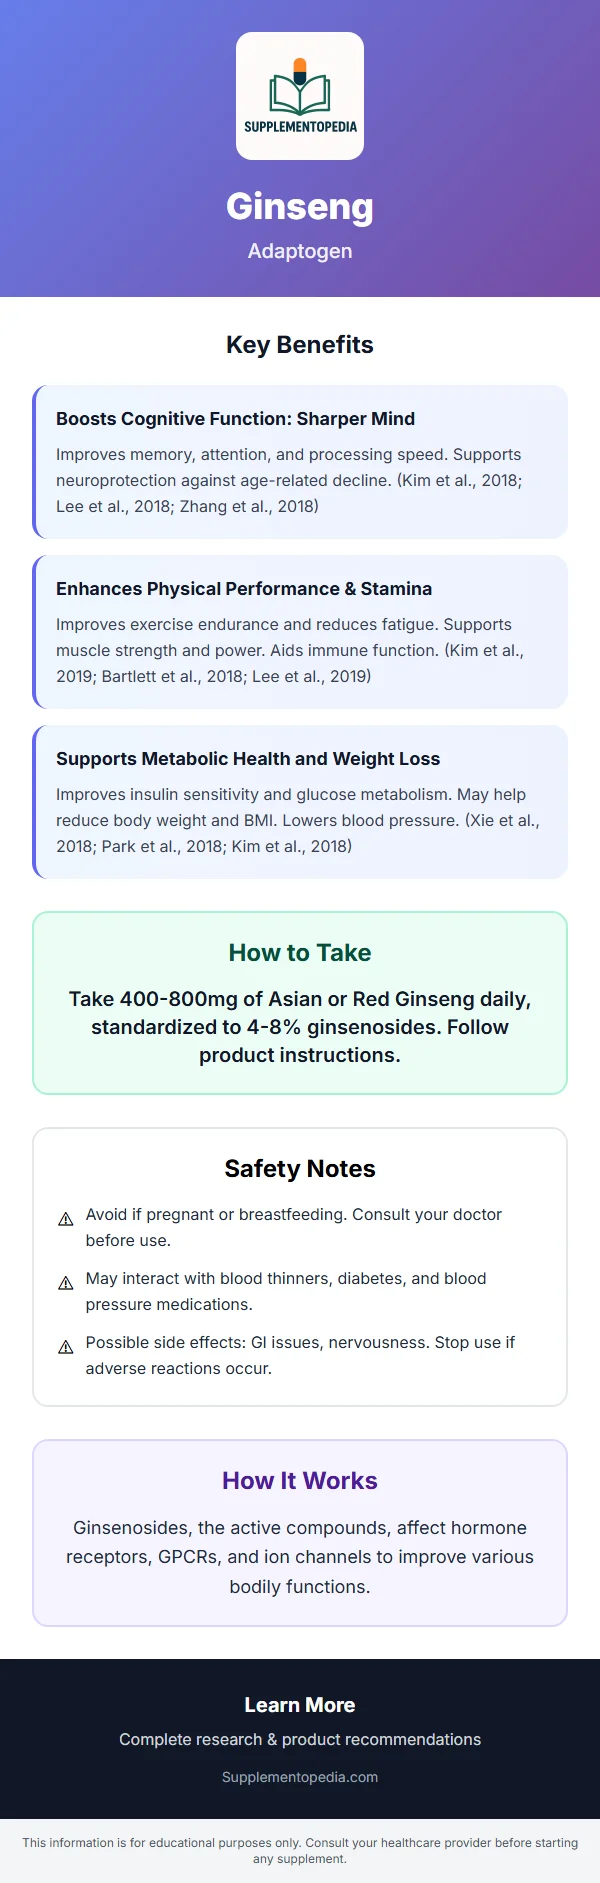 SUPPLEMENTOPEDIA
Ginseng
Adaptogen
Key Benefits
Boosts Cognitive Function: Sharper Mind
Improves memory, attention, and processing speed. Supports
neuroprotection against age-related decline. (Kim et al., 2018;
Lee et al., 2018; Zhang et al., 2018)
Enhances Physical Performance & Stamina
Improves exercise endurance and reduces fatigue. Supports
muscle strength and power. Aids immune function. (Kim et al.,
2019; Bartlett et al., 2018; Lee et al., 2019)
Supports Metabolic Health and Weight Loss
Improves insulin sensitivity and glucose metabolism. May help
reduce body weight and BMI. Lowers blood pressure. (Xie et al.,
2018; Park et al., 2018; Kim et al., 2018)
How to Take
Take 400-800mg of Asian or Red Ginseng daily,
standardized to 4-8% ginsenosides. Follow
product instructions.
Safety Notes
Avoid if pregnant or breastfeeding. Consult your doctor
before use.
May interact with blood thinners, diabetes, and blood
pressure medications.
Possible side effects: GI issues, nervousness. Stop use if
adverse reactions occur.
How It Works
Ginsenosides, the active compounds, affect hormone
receptors, GPCRs, and ion channels to improve various
bodily functions.
Learn More
Complete research & product recommendations
Supplementopedia.com
This information is for educational purposes only. Consult your healthcare provider before starting
any supplement.